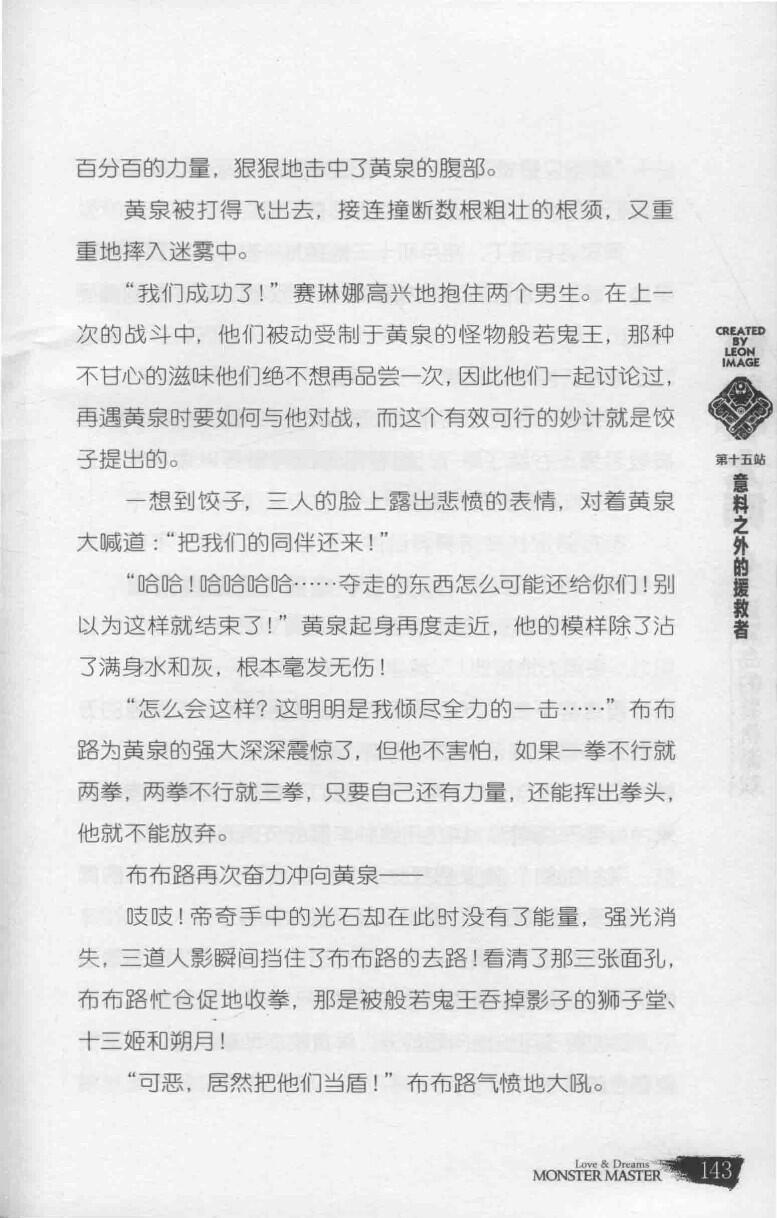 百分百的力量，狠狠地击中了黄泉的腹部。
黄泉被打得飞出去，接连撞断数根粗壮的根须，又重
重地摔入迷雾中。
“我们成功了！”赛琳娜高兴地抱住两个男生。在上一
次的战斗中，他们被动受制于黄泉的怪物般若鬼王，那种
不甘心的滋味他们绝不想再品尝一次，因此他们一起讨论过，
再遇黄泉时要如何与他对战，而这个有效可行的妙计就是饺
子提出的。
一想到饺子，三人的脸上露出悲愤的表情，对着黄泉
大喊道：“把我们的同伴还来！”
“哈哈！哈哈哈哈……夺走的东西怎么可能还给你们！别
以为这样就结束了！”黄泉起身再度走近，他的模样除了沾
了满身水和灰，根本毫发无伤！
“怎么会这样？这明明是我倾尽全力的一击……”布布
路为黄泉的强大深深震惊了，但他不害怕，如果一拳不行就
两拳，两拳不行就三拳，只要自己还有力量，还能挥出拳头，
他就不能放弃。
布布路再次奋力冲向黄泉——
吱吱！帝奇手中的光石却在此时没有了能量，强光消
失，三道人影瞬间挡住了布布路的去路！看清了那三张面孔，
布布路忙仓促地收拳，那是被般若鬼王吞掉影子的狮子堂、
十三姬和朔月！
“可恶，居然把他们当盾！”布布路气愤地大吼。
CREATED
BY
LEON
IMAGE
第十五站
意料之外的援救者
Love & Dreams
MONSTER MASTER
143